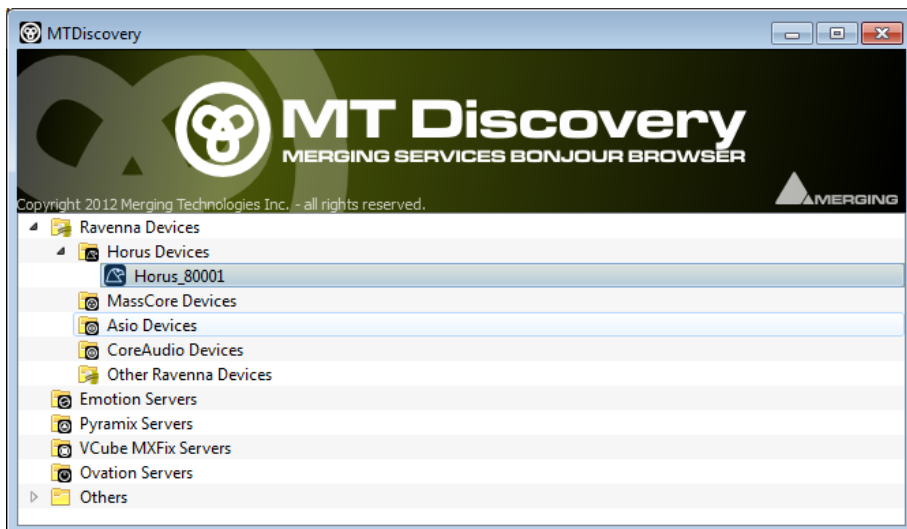 MTDiscovery
MT Discovery
MERGING SERVICES BONJOUR BROWSER
Copyright 2012 Merging Technologies Inc. - all rights reserved.
MERGING
Ravenna Devices
Horus Devices
Horus_80001
MassCore Devices
Asio Devices
CoreAudio Devices
Other Ravenna Devices
Emotion Servers
Pyramix Servers
VCube MXFix Servers
Ovation Servers
Others